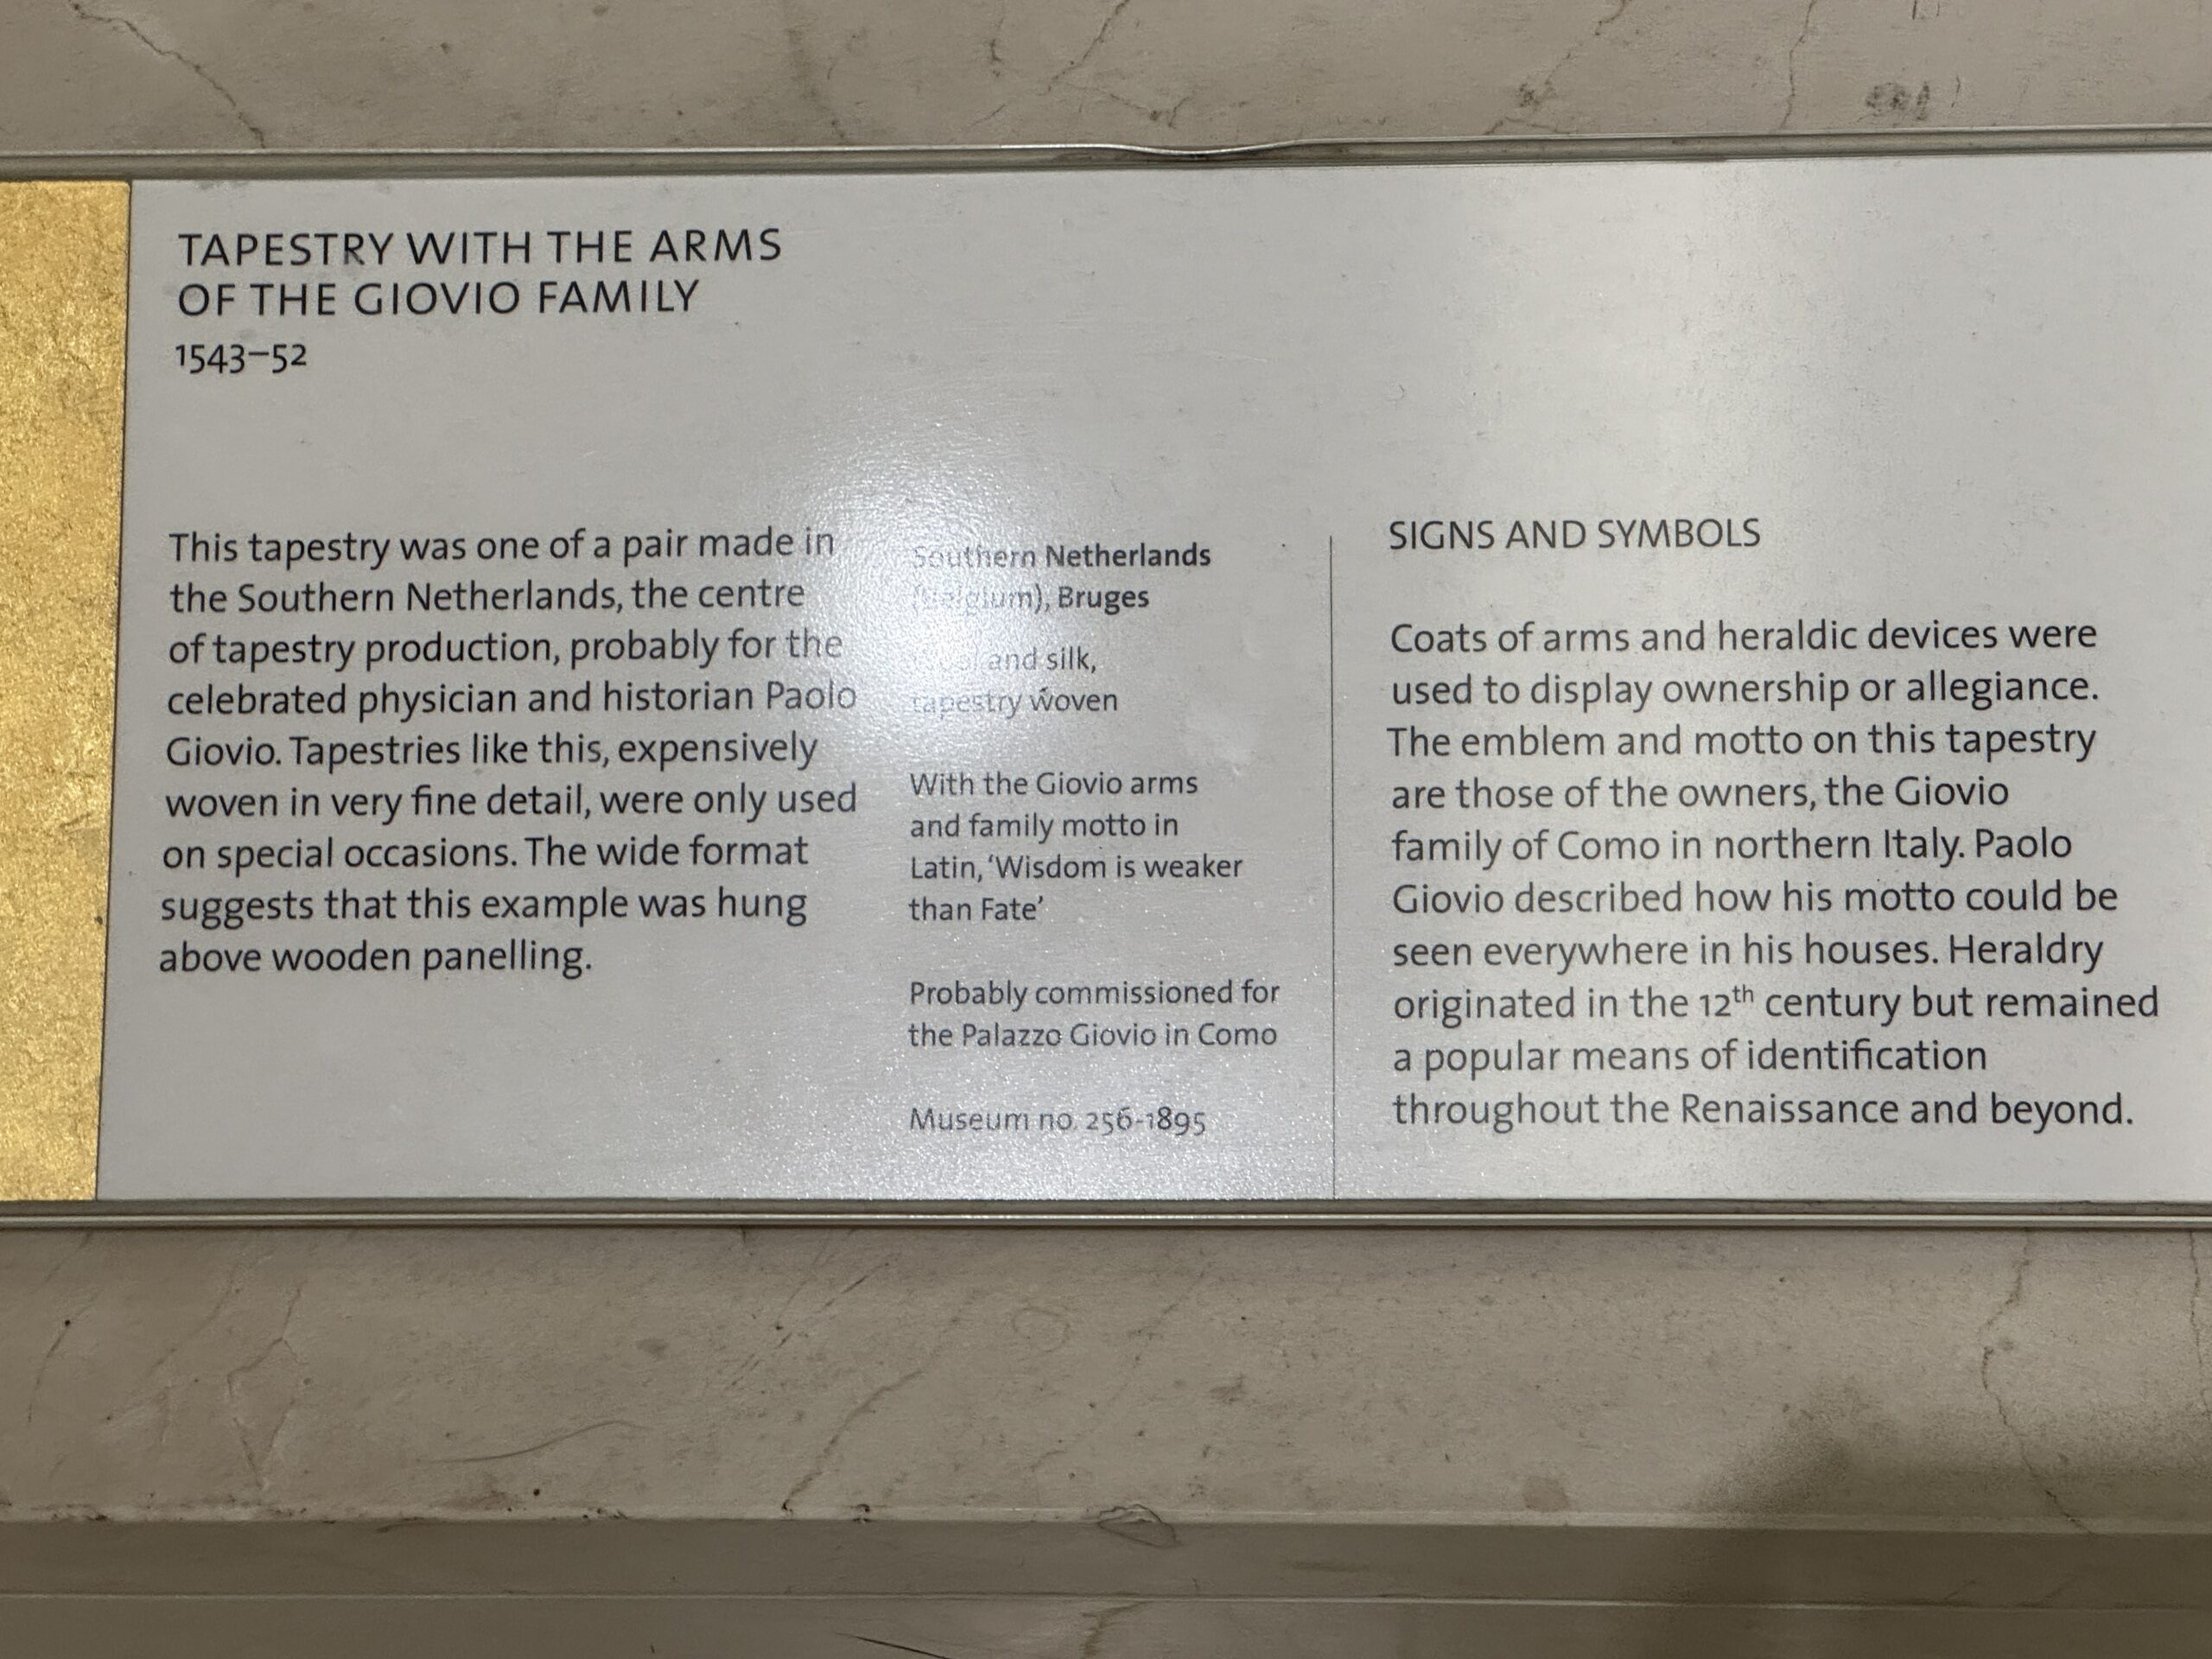 TAPESTRY WITH THE ARMS
OF THE GIOVIO FAMILY
1543–52
This tapestry was one of a pair made in
the Southern Netherlands, the centre
of tapestry production, probably for the
celebrated physician and historian Paolo
Giovio. Tapestries like this, expensively
woven in very fine detail, were only used
on special occasions. The wide format
suggests that this example was hung
above wooden panelling.
Southern Netherlands
(Belgium), Bruges
and silk,
tapestry woven
With the Giovio arms
and family motto in
Latin, ‘Wisdom is weaker
than Fate’
Probably commissioned for
the Palazzo Giovio in Como
Museum no. 256-1895
SIGNS AND SYMBOLS
Coats of arms and heraldic devices were
used to display ownership or allegiance.
The emblem and motto on this tapestry
are those of the owners, the Giovio
family of Como in northern Italy. Paolo
Giovio described how his motto could be
seen everywhere in his houses. Heraldry
originated in the 12th century but remained
a popular means of identification
throughout the Renaissance and beyond.